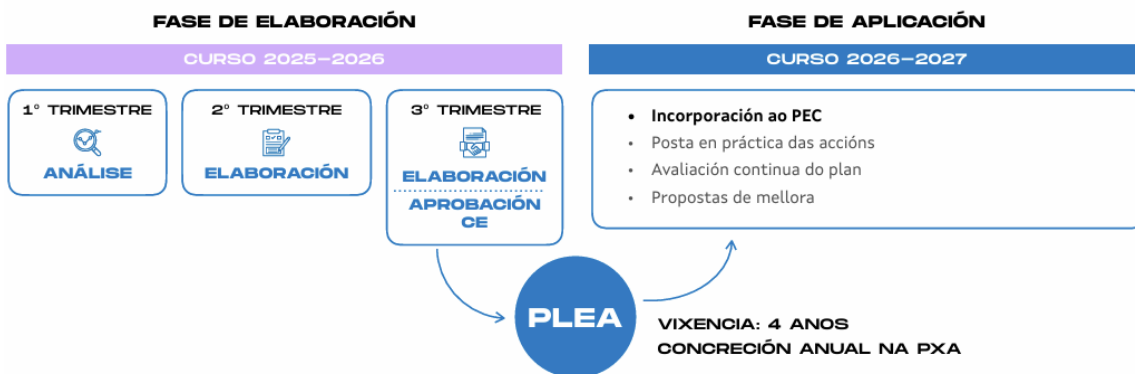 FASE DE ELABORACIÓN
CURSO 2025–2026
1º TRIMESTRE
ANÁLISE
2º TRIMESTRE
ELABORACIÓN
3º TRIMESTRE
ELABORACIÓN
APROBACIÓN
CE
FASE DE APLICACIÓN
CURSO 2026–2027
• Incorporación ao PEC
• Posta en práctica das accións
• Avaliación continua do plan
• Propostas de mellora
PLEA
VIXENCIA: 4 ANOS
CONCRECIÓN ANUAL NA PXA